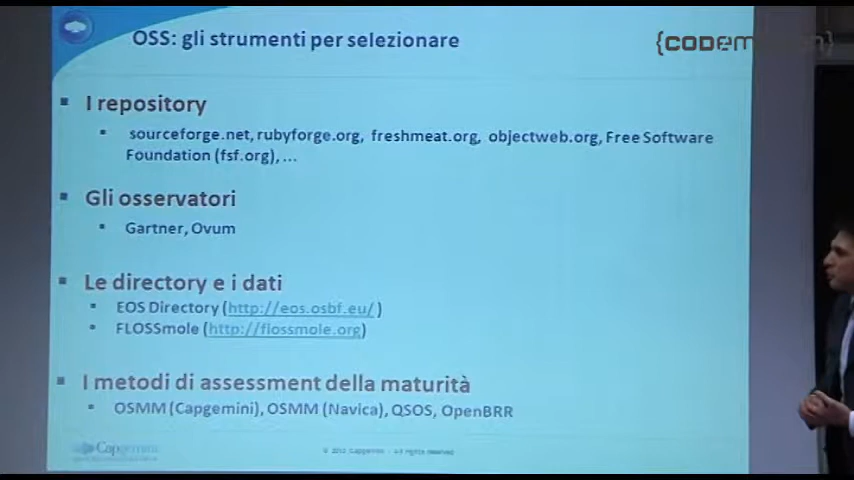 OSS: gli strumenti per selezionare
I repository
sourceforge.net, rubyforge.org, freshmeat.org, objectweb.org, Free Software
Foundation (fsf.org), ...
Gli osservatori
Gartner, Ovum
Le directory e i dati
EOS Directory (http://eos.osbf.eu/ )
FLOSSmole (http://flossmole.org)
I metodi di assessment della maturità
OSMM (Capgemini), OSMM (Navica), QSOS, OpenBRR
Capgemini